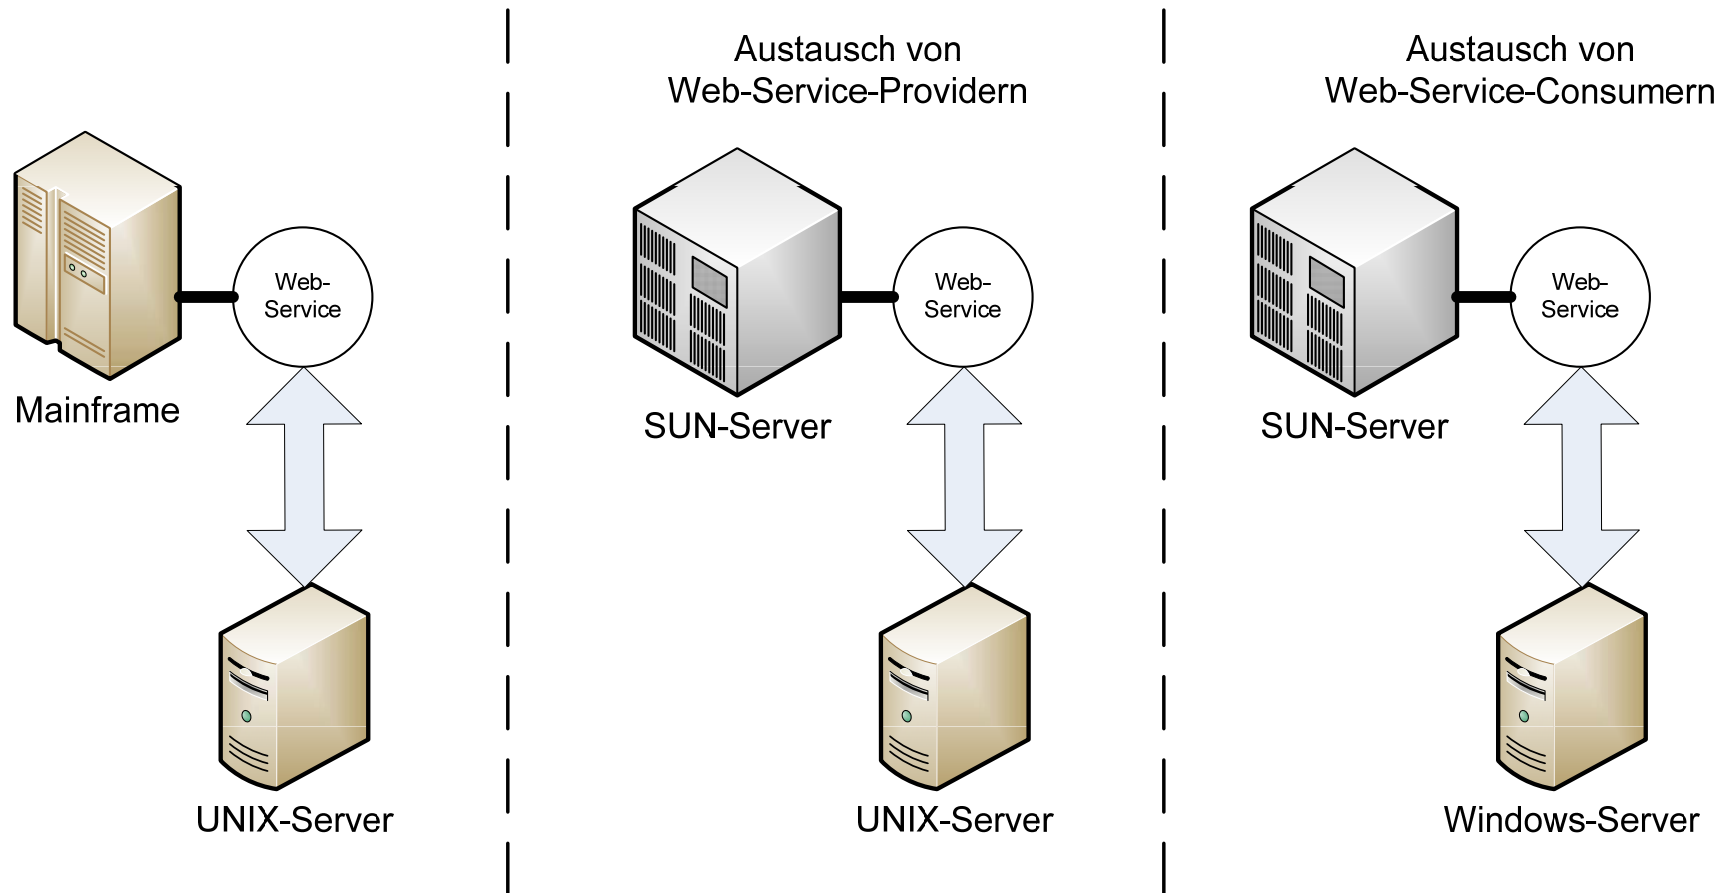 Web-
Service
Mainframe
UNIX-Server
Austausch von
Web-Service-Providern
Web-
Service
SUN-Server
UNIX-Server
Austausch von
Web-Service-Consumern
Web-
Service
SUN-Server
Windows-Server